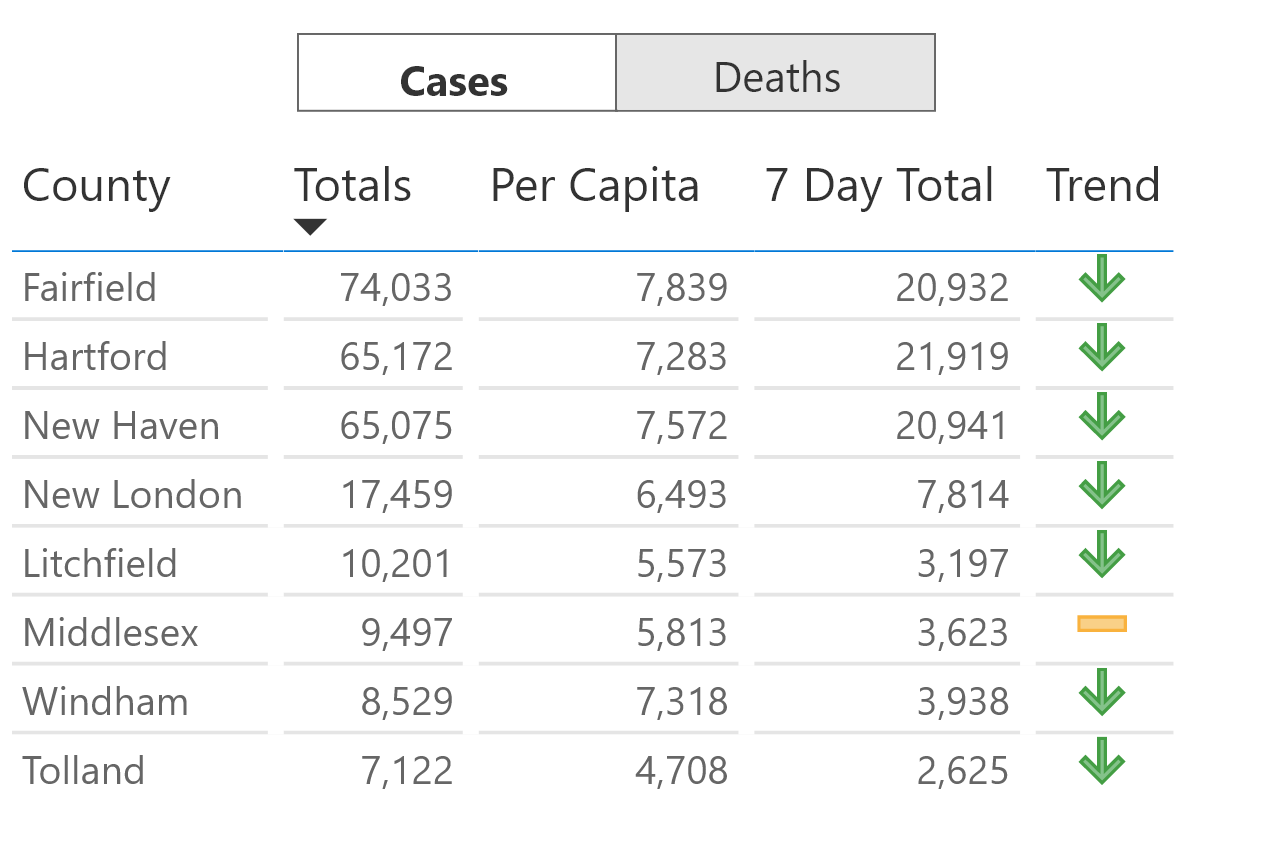 Cases Deaths
County Totals Per Capita 7 Day Total Trend
Fairfield 74,033 7,839 20,932
Hartford 65,172 7,283 21,919
New Haven 65,075 7,572 20,941
New London 17,459 6,493 7,814
Litchfield 10,201 5,573 3,197
Middlesex 9,497 5,813 3,623
Windham 8,529 7,318 3,938
Tolland 7,122 4,708 2,625